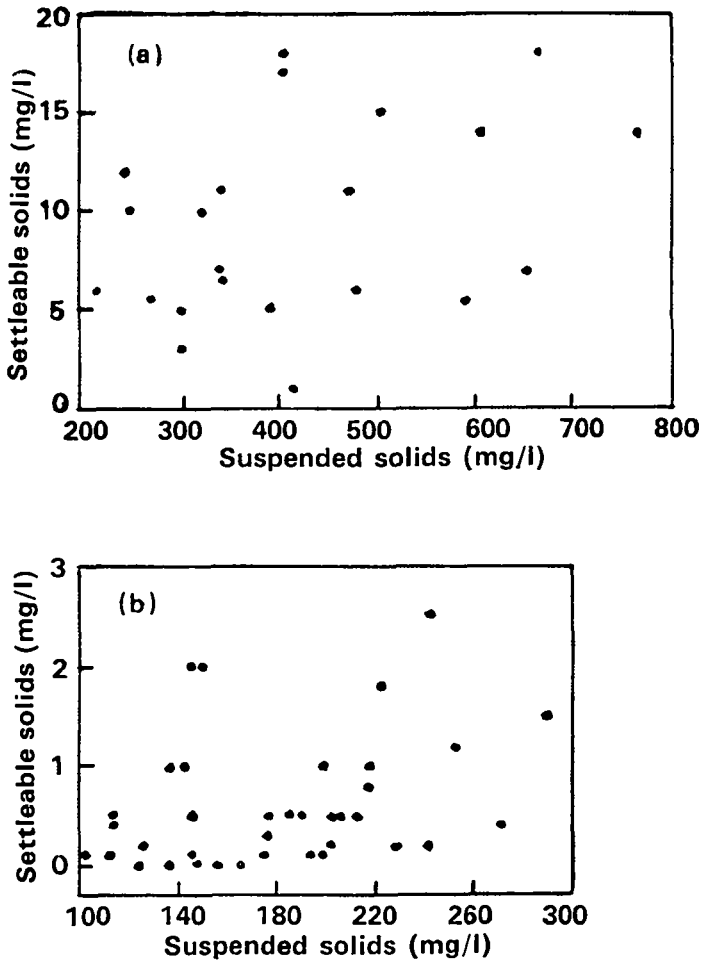 20
(a)
15
10
5
0
Settleable solids (mg/l)
200 300 400 500 600 700 800
Suspended solids (mg/l)
3
(b)
2
1
0
Settleable solids (mg/l)
100 140 180 220 260 300
Suspended solids (mg/l)